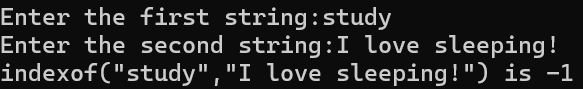 Enter the first string:study
Enter the second string:I love sleeping!
indexof("study","I love sleeping!") is -1